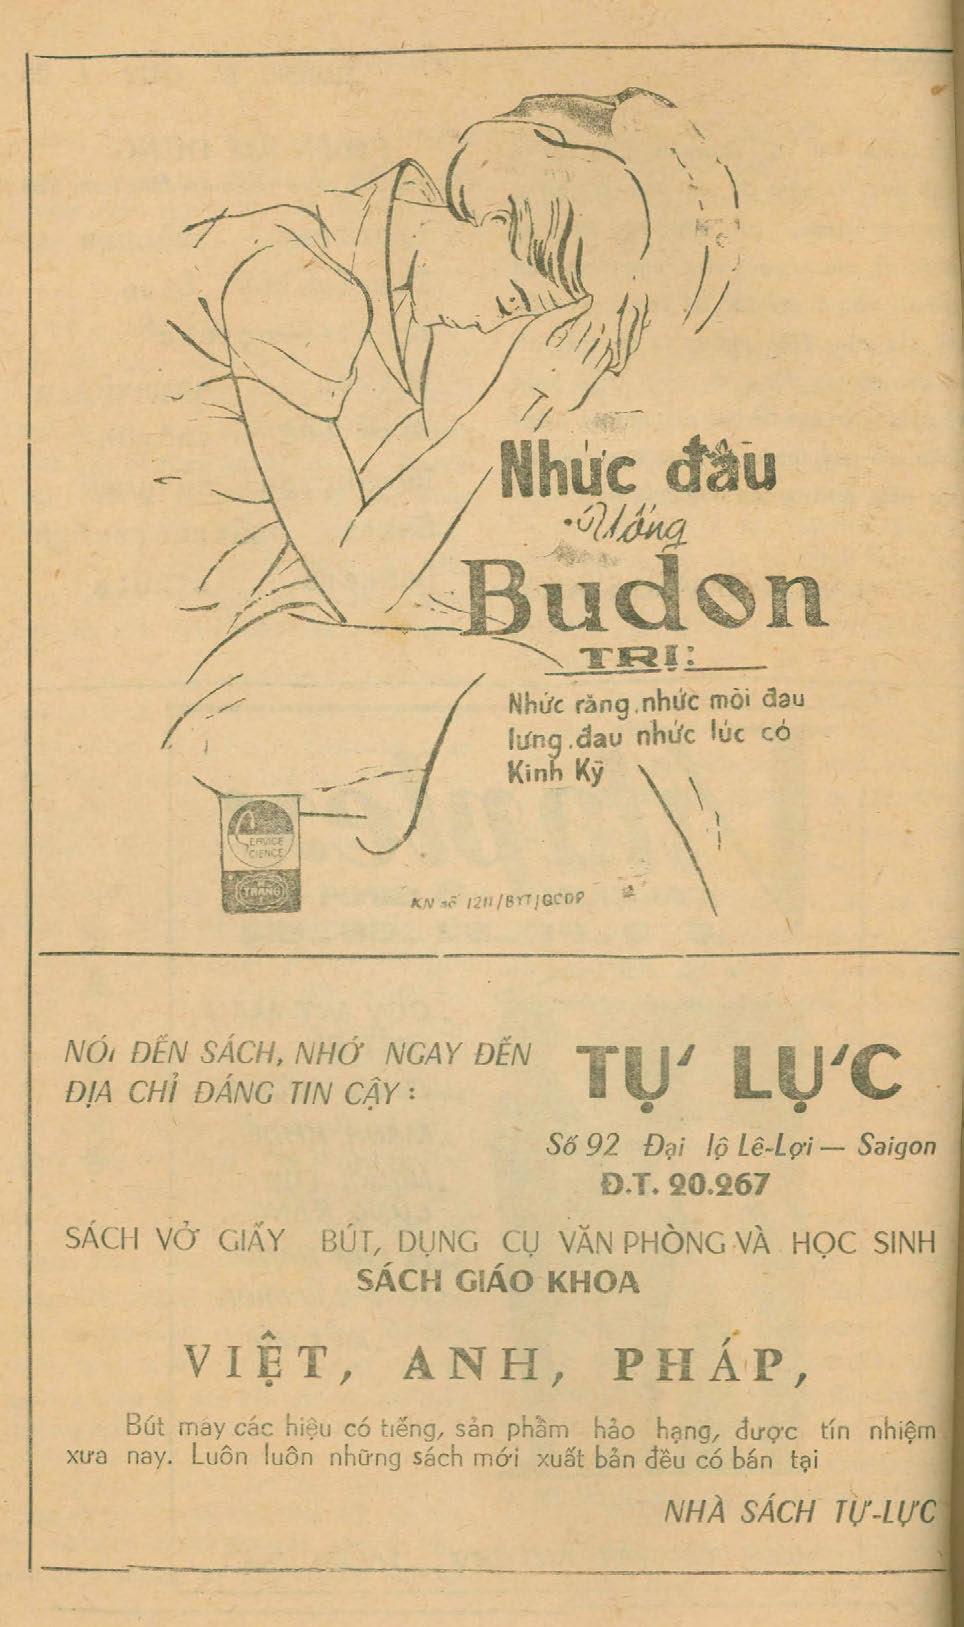 Nhức đầu
Uống
Budon
TRỊ:
Nhức răng, nhức mỏi đau
lưng, đau nhức lúc có
Kinh Kỳ
SERVICE
SCIENCE
TRANG
KN số 1211/BYT/QCDP
NÓI ĐẾN SÁCH, NHỚ NGAY ĐẾN
ĐỊA CHỈ ĐÁNG TIN CẬY :
TỰ LỰC
Số 92 Đại lộ Lê-Lợi — Saigon
Đ.T. 20.267
SÁCH VỞ GIẤY BÚT, DỤNG CỤ VĂN PHÒNG VÀ HỌC SINH
SÁCH GIÁO KHOA
VIỆT, ANH, PHÁP,
Bút máy các hiệu có tiếng, sản phẩm hảo hạng, được tín nhiệm
xưa nay. Luôn luôn những sách mới xuất bản đều có bán tại
NHÀ SÁCH TỰ-LỰC